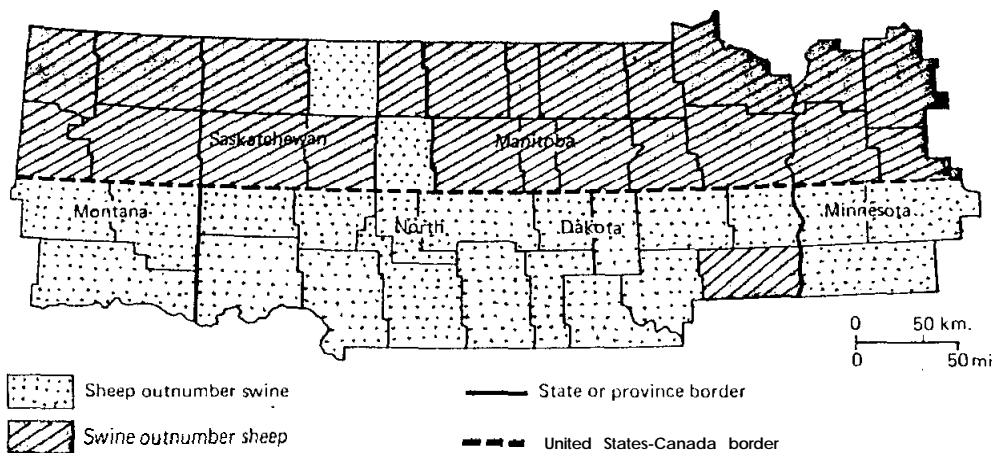 Saskatchewan
Manitoba
Montana
North
Dakota
Minnesota
0 50 km.
0 50 mi
Sheep outnumber swine
State or province border
Swine outnumber sheep
United States-Canada border